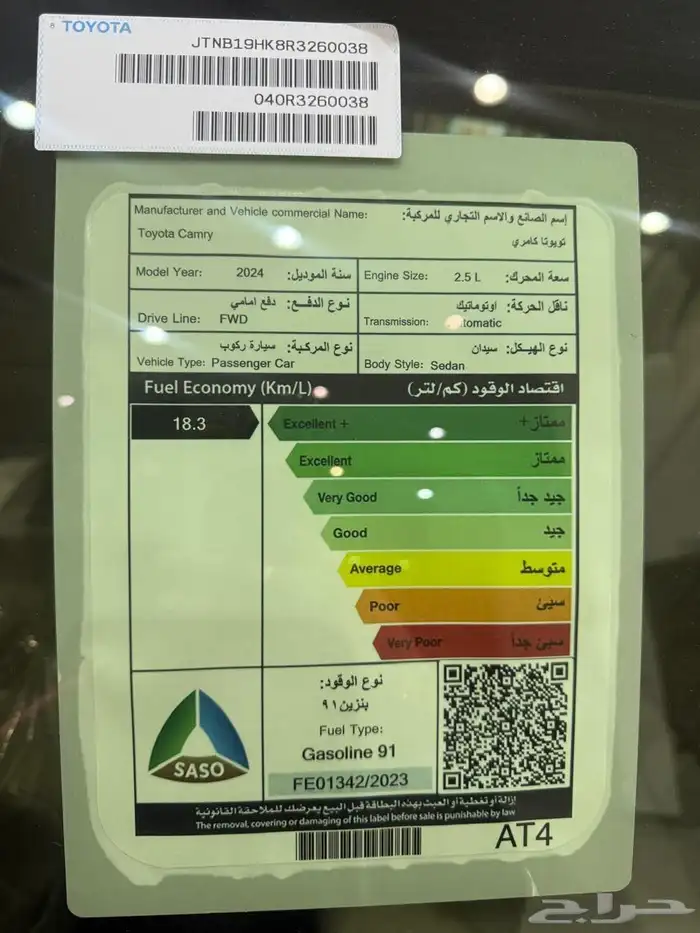 8 TOYOTA
JTNB19HK8R3260038
040R3260038
Manufacturer and Vehicle commercial Name: إسم الصانع والاسم التجاري للمركبة:
Toyota Camry تويوتا كامري
Model Year: 2024 سنة الموديل:
Engine Size: 2.5 L سعة المحرك:
نوع الدفع: دفع امامي
Drive Line: FWD
ناقل الحركة: اوتوماتيك
Transmission: tomatic
نوع المركبة: سيارة ركوب
Vehicle Type: Passenger Car
نوع الهيكل: سيدان
Body Style: Sedan
Fuel Economy (Km/L) اقتصاد الوقود (كم/لتر)
18.3
Excellent + ممتاز+
Excellent ممتاز
Very Good جيد جداً
Good جيد
Average متوسط
Poor سيئ
Very Poor سيئ جداً
SASO
نوع الوقود:
بنزين ٩١
Fuel Type:
Gasoline 91
FE01342/2023
إزالة أو تغطية أو العبث بهذه البطاقة قبل البيع يعرضك للملاحقة القانونية
The removal, covering or damaging of this label before sale is punishable by law
AT4
حراج